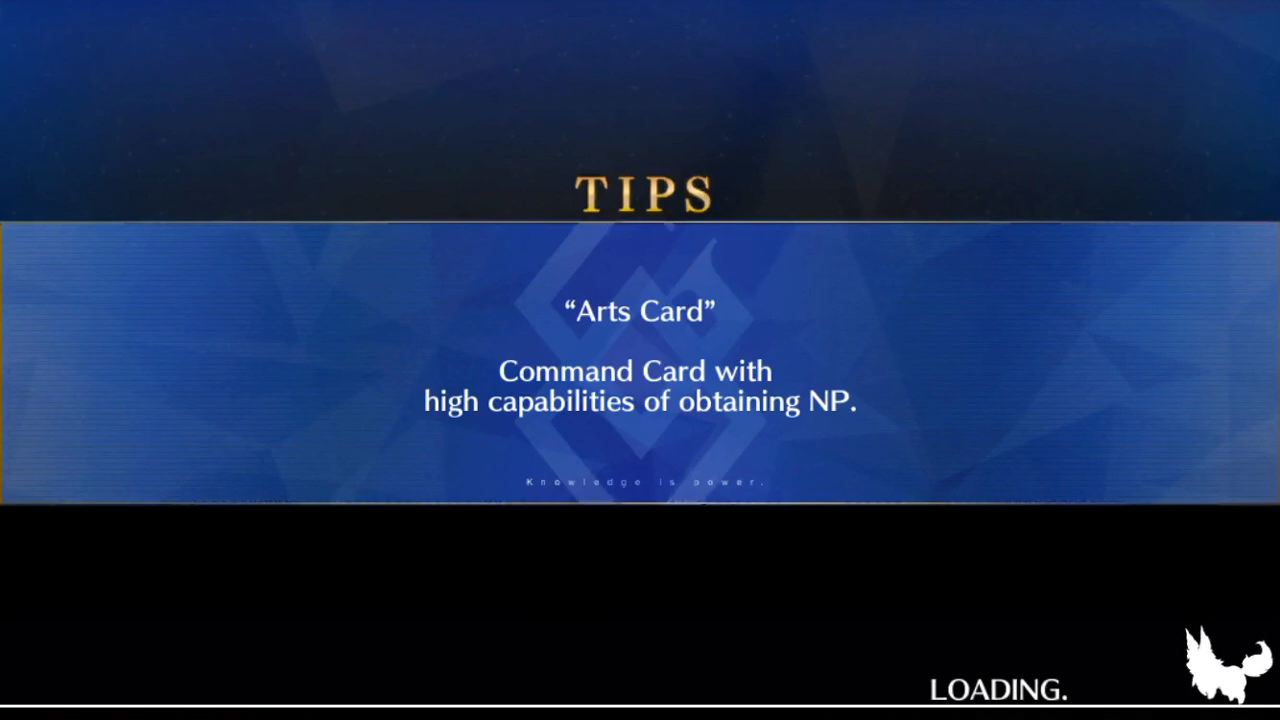 TIPS
“Arts Card”
Command Card with
high capabilities of obtaining NP.
Knowledge is power.
LOADING.